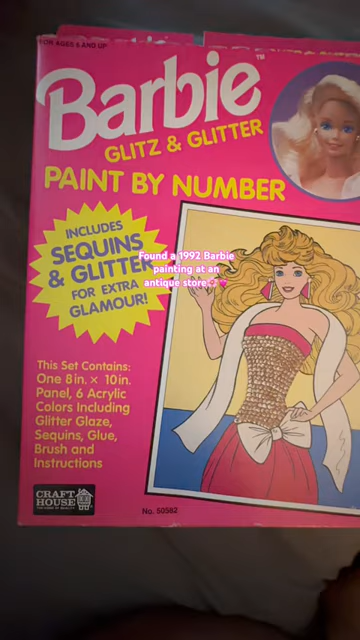 FOR AGES 6 AND UP
Barbie™
GLITZ & GLITTER
PAINT BY NUMBER
INCLUDES
SEQUINS
& GLITTER
FOR EXTRA
GLAMOUR!
Found a 1992 Barbie
painting at an
antique store
This Set Contains:
One 8 in. × 10 in.
Panel, 6 Acrylic
Colors Including
Glitter Glaze,
Sequins, Glue,
Brush and
Instructions
CRAFT
HOUSE
No. 50582